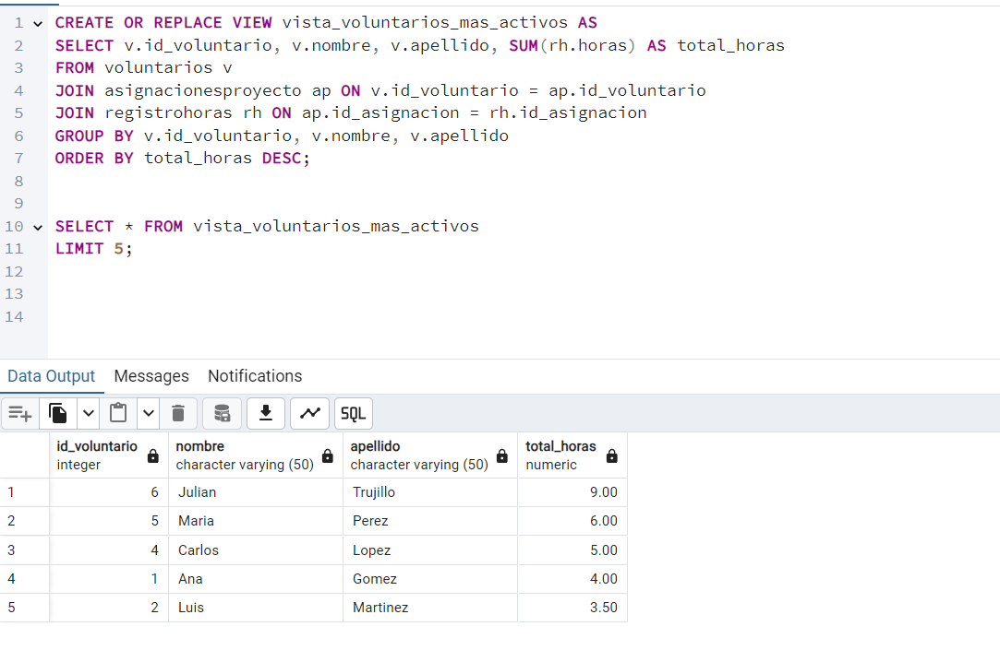 1 CREATE OR REPLACE VIEW vista_voluntarios_mas_activos AS
2 SELECT v.id_voluntario, v.nombre, v.apellido, SUM(rh.horas) AS total_horas
3 FROM voluntarios v
4 JOIN asignacionesproyecto ap ON v.id_voluntario = ap.id_voluntario
5 JOIN registrohoras rh ON ap.id_asignacion = rh.id_asignacion
6 GROUP BY v.id_voluntario, v.nombre, v.apellido
7 ORDER BY total_horas DESC;
8
9
10 SELECT * FROM vista_voluntarios_mas_activos
11 LIMIT 5;
12
13
14
Data Output Messages Notifications
SQL
id_voluntario nombre apellido total_horas
integer character varying (50) character varying (50) numeric
1 6 Julian Trujillo 9.00
2 5 Maria Perez 6.00
3 4 Carlos Lopez 5.00
4 1 Ana Gomez 4.00
5 2 Luis Martinez 3.50